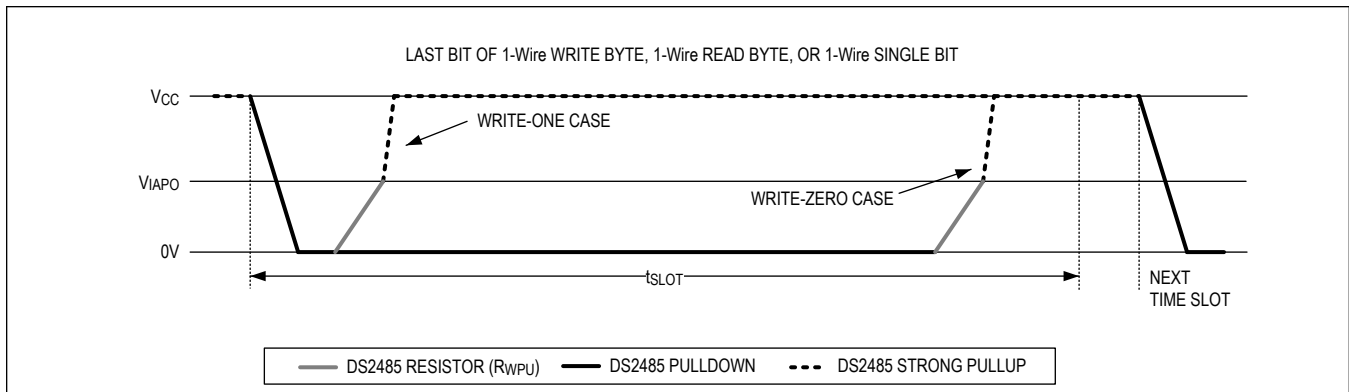 LAST BIT OF 1-Wire WRITE BYTE, 1-Wire READ BYTE, OR 1-Wire SINGLE BIT
VCC
WRITE-ONE CASE
VIAPO
WRITE-ZERO CASE
0V
tSLOT
NEXT
TIME SLOT
DS2485 RESISTOR (RWPU) DS2485 PULLDOWN DS2485 STRONG PULLUP